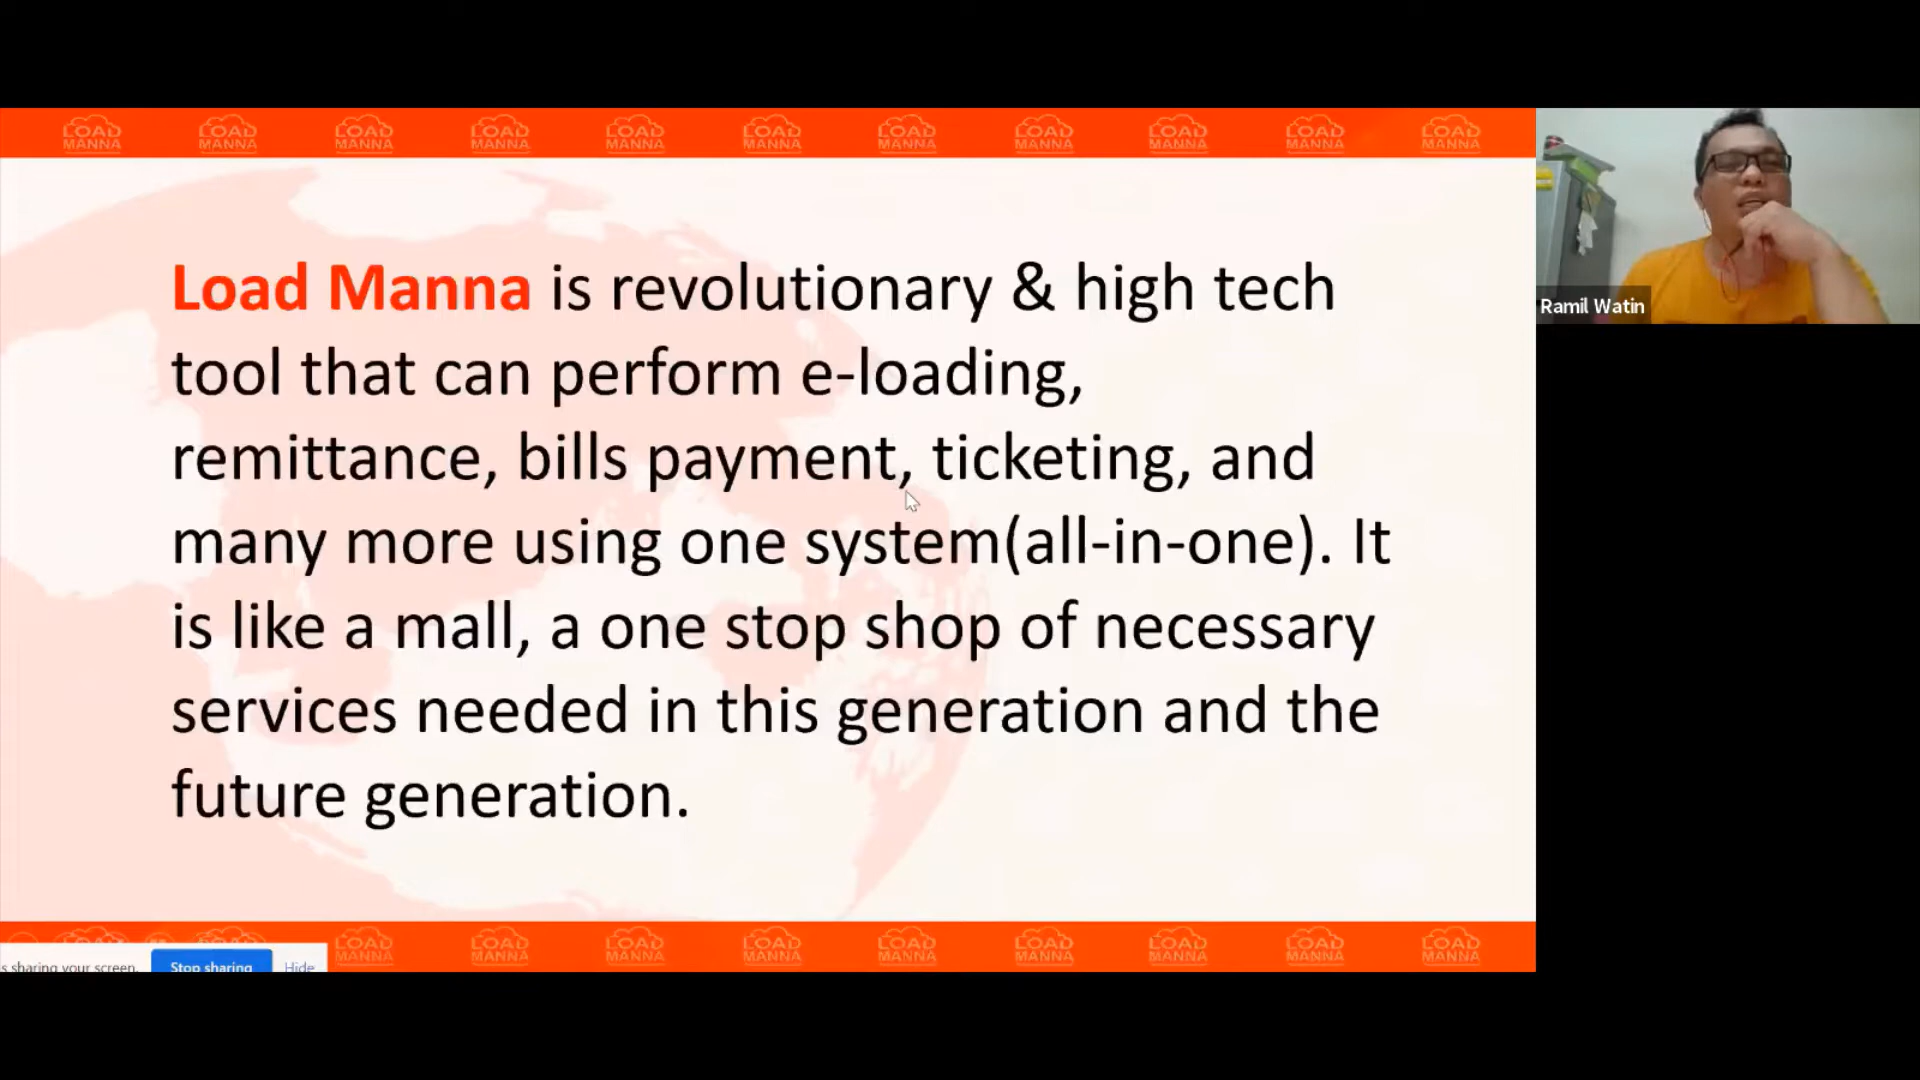 LOAD MANNA LOAD MANNA LOAD MANNA LOAD MANNA LOAD MANNA LOAD MANNA LOAD MANNA LOAD MANNA LOAD MANNA LOAD MANNA LOAD MANNA
Load Manna is revolutionary & high tech
tool that can perform e-loading,
remittance, bills payment, ticketing, and
many more using one system(all-in-one). It
is like a mall, a one stop shop of necessary
services needed in this generation and the
future generation.
Ramil Watin
LOAD MANNA LOAD MANNA LOAD MANNA LOAD MANNA LOAD MANNA LOAD MANNA LOAD MANNA LOAD MANNA LOAD MANNA
s sharing your screen. Stop sharing Hide